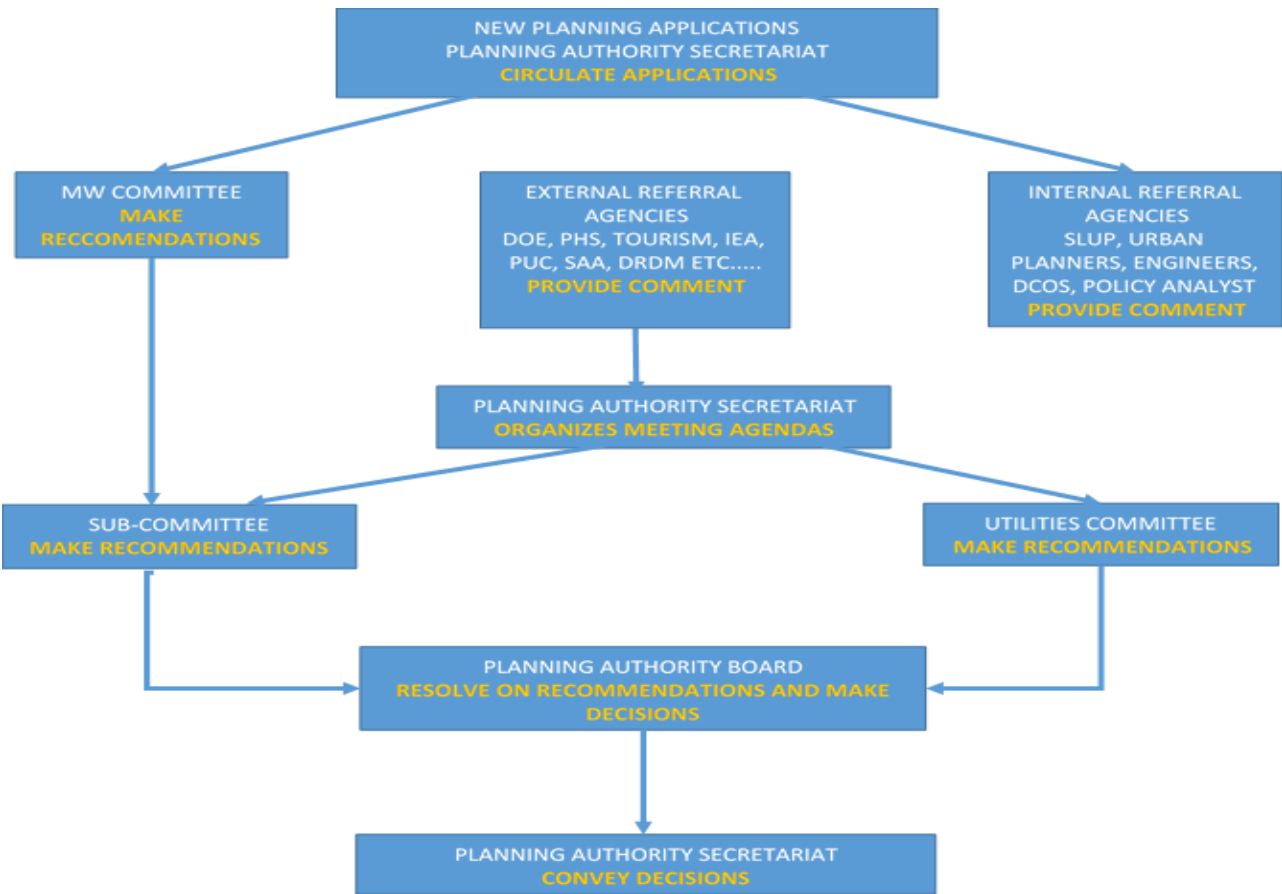 NEW PLANNING APPLICATIONS
PLANNING AUTHORITY SECRETARIAT
CIRCULATE APPLICATIONS
MW COMMITTEE
MAKE
RECCOMENDATIONS
EXTERNAL REFERRAL
AGENCIES
DOE, PHS, TOURISM, IEA,
PUC, SAA, DRDM ETC.....
PROVIDE COMMENT
INTERNAL REFERRAL
AGENCIES
SLUP, URBAN
PLANNERS, ENGINEERS,
DCOS, POLICY ANALYST
PROVIDE COMMENT
PLANNING AUTHORITY SECRETARIAT
ORGANIZES MEETING AGENDAS
SUB-COMMITTEE
MAKE RECOMMENDATIONS
UTILITIES COMMITTEE
MAKE RECOMMENDATIONS
PLANNING AUTHORITY BOARD
RESOLVE ON RECOMMENDATIONS AND MAKE
DECISIONS
PLANNING AUTHORITY SECRETARIAT
CONVEY DECISIONS